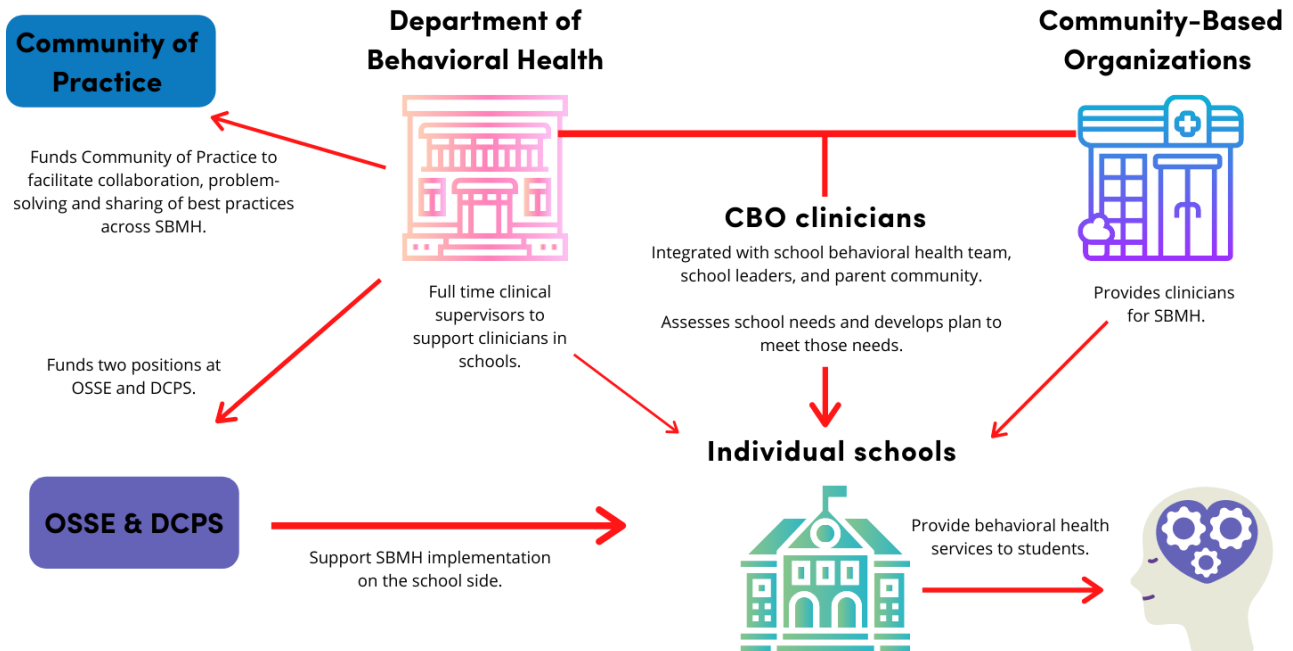 Community of
Practice
Department of
Behavioral Health
Community-Based
Organizations
Funds Community of Practice to
facilitate collaboration, problem-
solving and sharing of best practices
across SBMH.
CBO clinicians
Integrated with school behavioral health team,
school leaders, and parent community.
Assesses school needs and develops plan to
meet those needs.
Full time clinical
supervisors to
support clinicians in
schools.
Provides clinicians
for SBMH.
Funds two positions at
OSSE and DCPS.
Individual schools
OSSE & DCPS
Support SBMH implementation
on the school side.
Provide behavioral health
services to students.